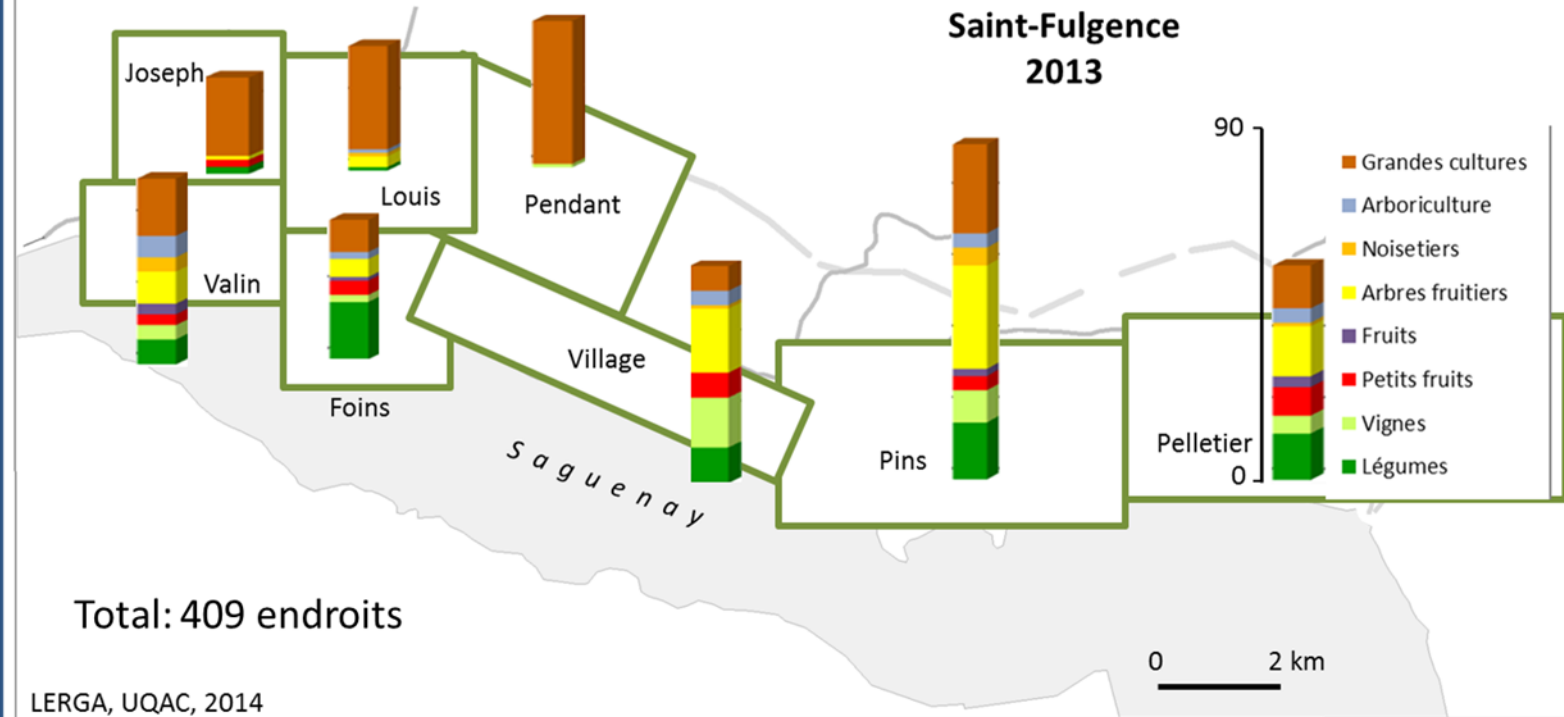 Saint-Fulgence
2013
Joseph
Louis
Pendant
Valin
Foins
Village
Saguenay
Pins
Pelletier
90
0
Grandes cultures
Arboriculture
Noisetiers
Arbres fruitiers
Fruits
Petits fruits
Vignes
Légumes
Total: 409 endroits
0 2 km
LERGA, UQAC, 2014